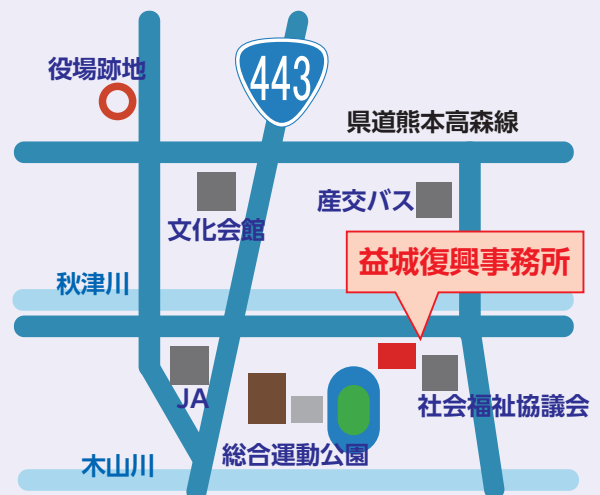 役場跡地
443
県道熊本高森線
産交バス
文化会館
益城復興事務所
秋津川
JA
社会福祉協議会
総合運動公園
木山川